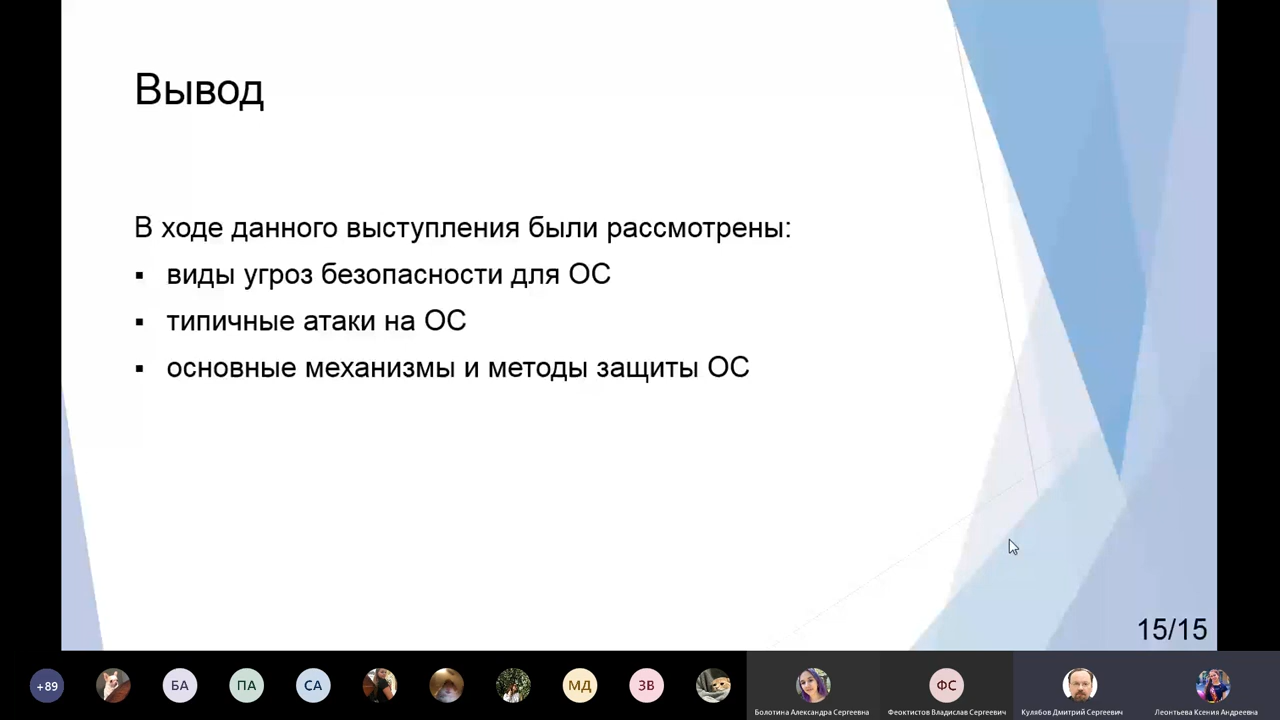 Вывод
В ходе данного выступления были рассмотрены:
▪ виды угроз безопасности для ОС
▪ типичные атаки на ОС
▪ основные механизмы и методы защиты ОС
15/15
+89
БА
ПА
СА
МД
ЗВ
ФС
Болотина Александра Сергеевна
Феоктистов Владислав Сергеевич
Кулябов Дмитрий Сергеевич
Леонтьева Ксения Андреевна